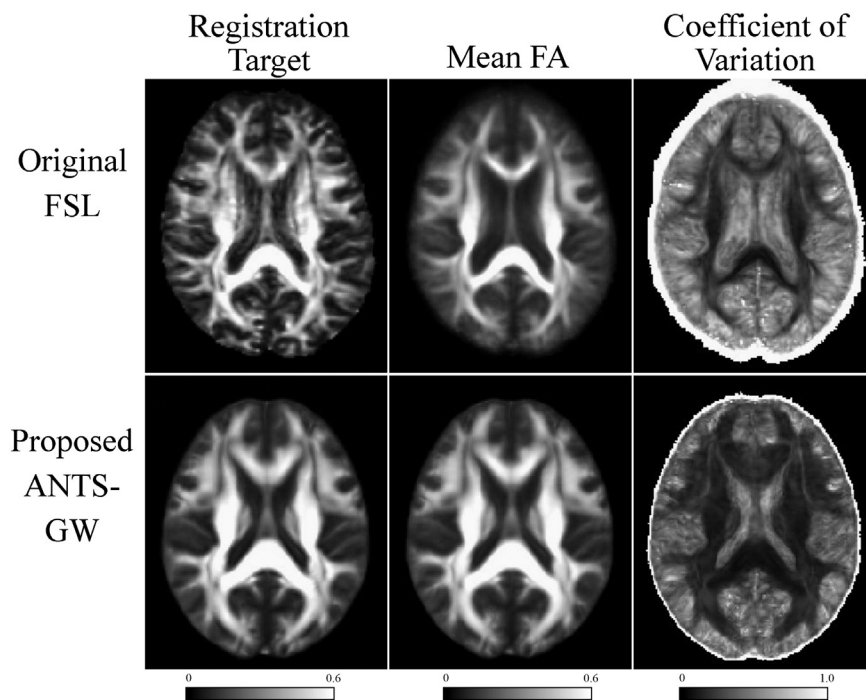 Registration
Target
Mean FA
Coefficient of
Variation
Original
FSL
Proposed
ANTS-
GW
0
0.6
0
0.6
0
1.0